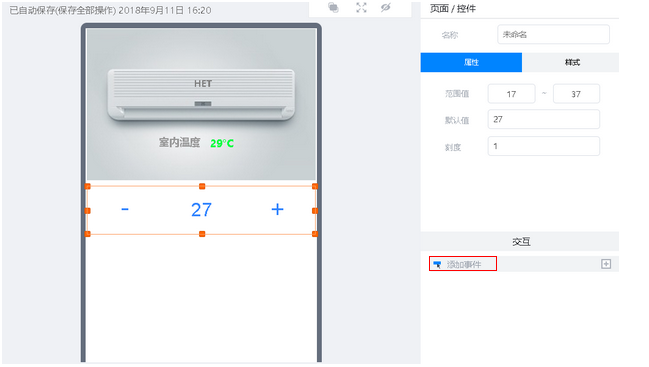 已自动保存(保存全部操作) 2018年9月11日 16:20
HET
室内温度 29°C
- 27 +
页面 / 控件
名称 未命名
属性 样式
范围值 17 ~ 37
默认值 27
刻度 1
交互
添加事件